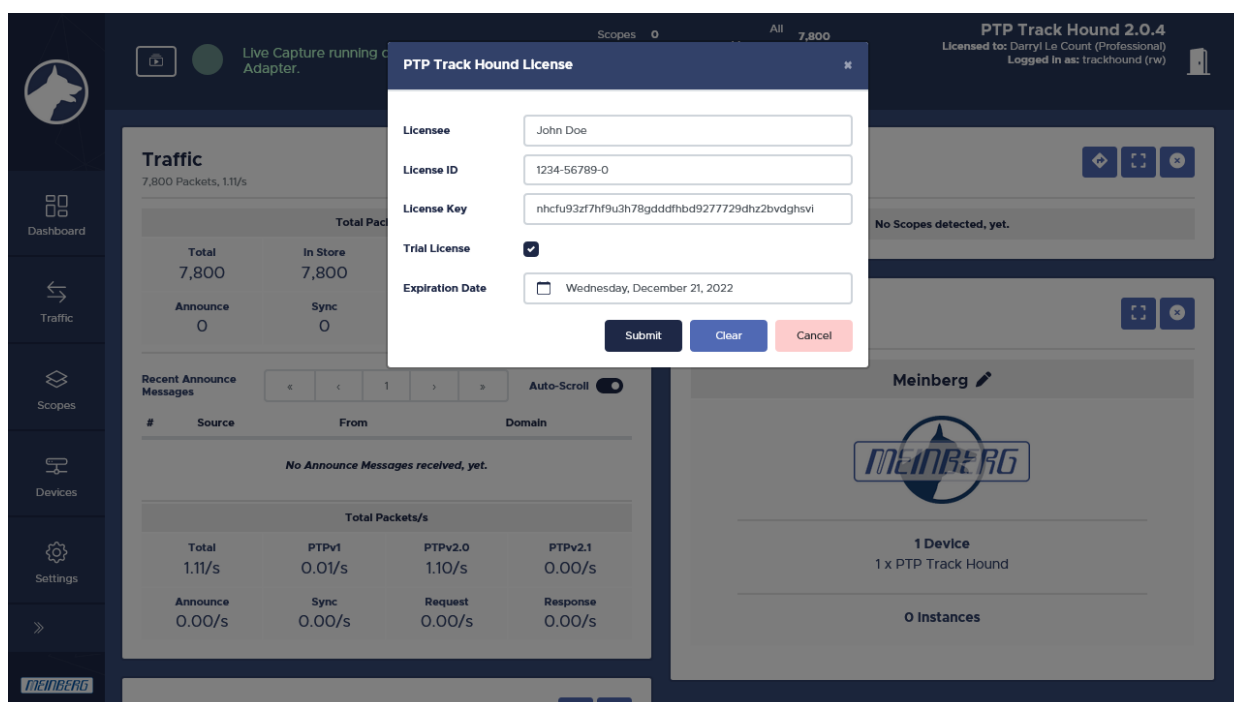 Live Capture running
Adapter.
Scopes 0
All 7,800
PTP Track Hound 2.0.4
Licensed to: Darryl Le Count (Professional)
Logged in as: trackhound (rw)
PTP Track Hound License
Licensee John Doe
License ID 1234-56789-0
License Key nhcfu93zf7hf9u3h78gdddfhbd9277729dhz2bvdghsvi
Trial License
Expiration Date Wednesday, December 21, 2022
Submit Clear Cancel
Dashboard
Traffic
Scopes
Devices
Settings
MEINBERG
Traffic
7,800 Packets, 1.11/s
Total
Total In Store
7,800 7,800
Announce Sync
0 0
Recent Announce
Messages
« ‹ 1 › »
Auto-Scroll
# Source From Domain
No Announce Messages received, yet.
Total Packets/s
Total PTPv1 PTPv2.0 PTPv2.1
1.11/s 0.01/s 1.10/s 0.00/s
Announce Sync Request Response
0.00/s 0.00/s 0.00/s 0.00/s
No Scopes detected, yet.
Meinberg
MEINBERG
1 Device
1 x PTP Track Hound
0 Instances